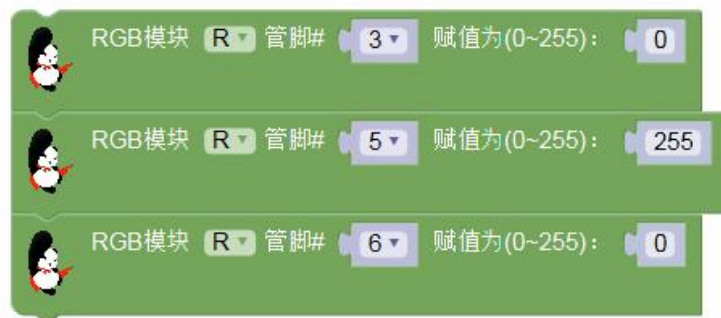 RGB模块 R 管脚# 3 赋值为(0~255)： 0
RGB模块 R 管脚# 5 赋值为(0~255)： 255
RGB模块 R 管脚# 6 赋值为(0~255)： 0